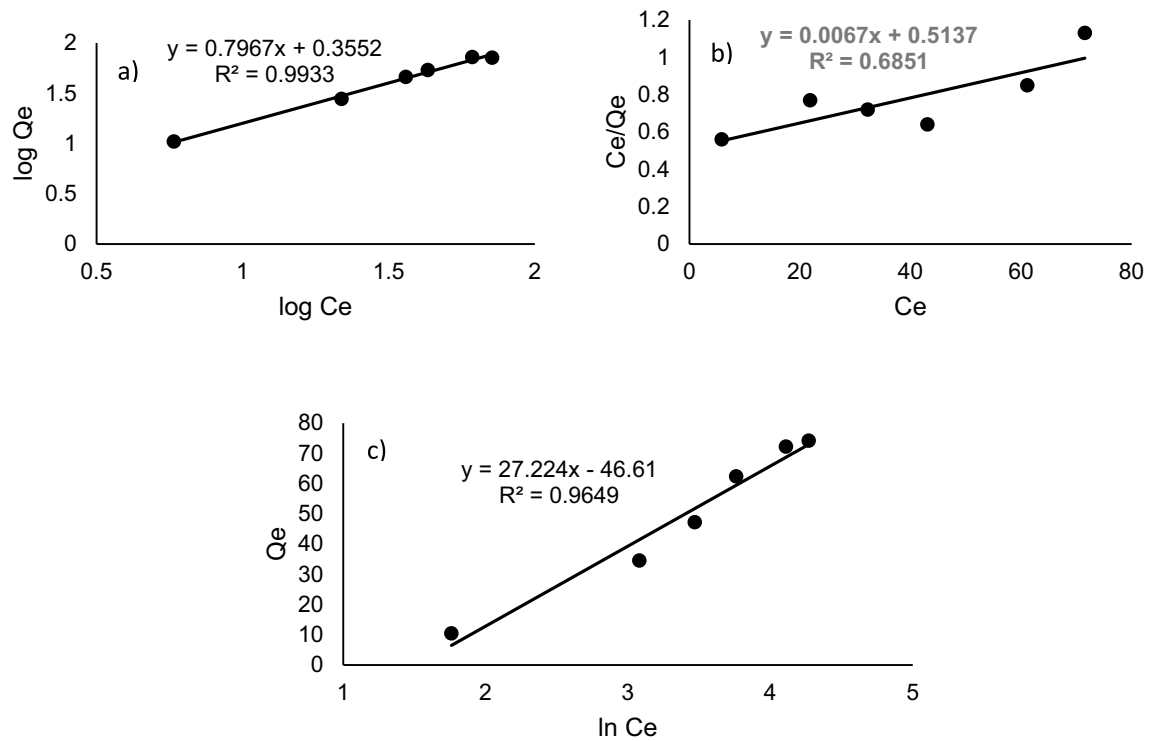 a)
y = 0.7967x + 0.3552
R² = 0.9933
2
1.5
1
0.5
0
log Qe
0.5 1 1.5 2
log Ce
b)
y = 0.0067x + 0.5137
R² = 0.6851
1.2
1
0.8
0.6
0.4
0.2
0
Ce/Qe
0 20 40 60 80
Ce
c)
y = 27.224x - 46.61
R² = 0.9649
80
70
60
50
40
30
20
10
0
Qe
1 2 3 4 5
ln Ce